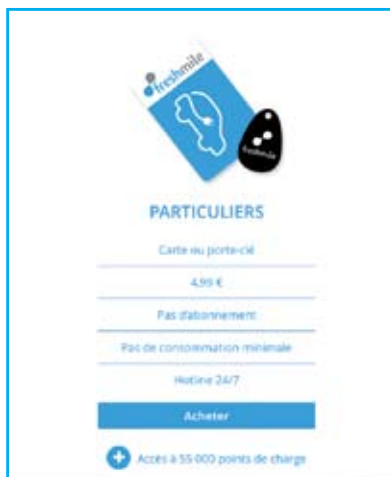 freshmile
freshmile
PARTICULIERS
Carte ou porte-clé
4,99 €
Pas d'abonnement
Pas de consommation minimale
Hotline 24/7
Acheter
Accès à 55 000 points de charge